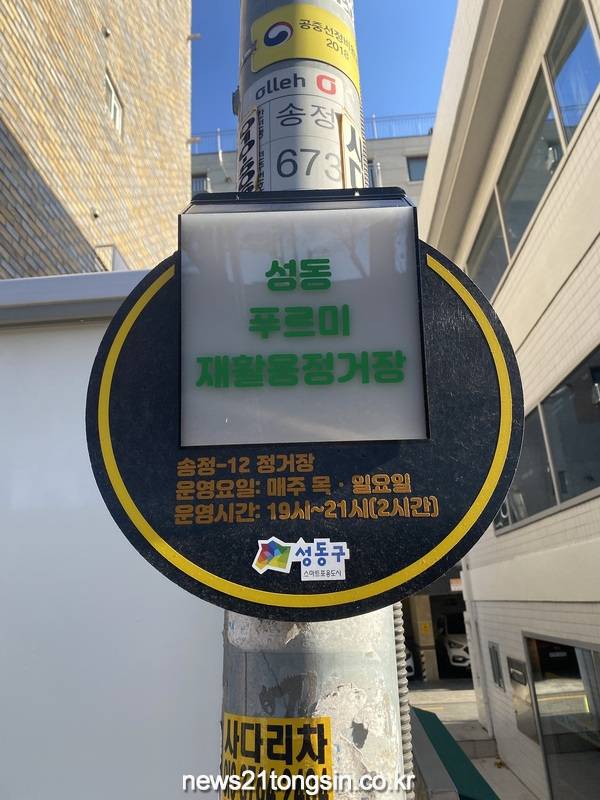 공중선정비
2018
olleh
송정
673
성동
푸르미
재활용정거장
송정-12 정거장
운영요일: 매주 목 · 일요일
운영시간: 19시~21시(2시간)
성동구
스마트포용도시
사다리차
news21tongsin.co.kr